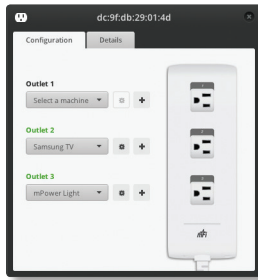 dc:9f:db:29:01:4d
Configuration
Details
Outlet 1
Select a machine
Outlet 2
Samsung TV
Outlet 3
mPower Light
mFi